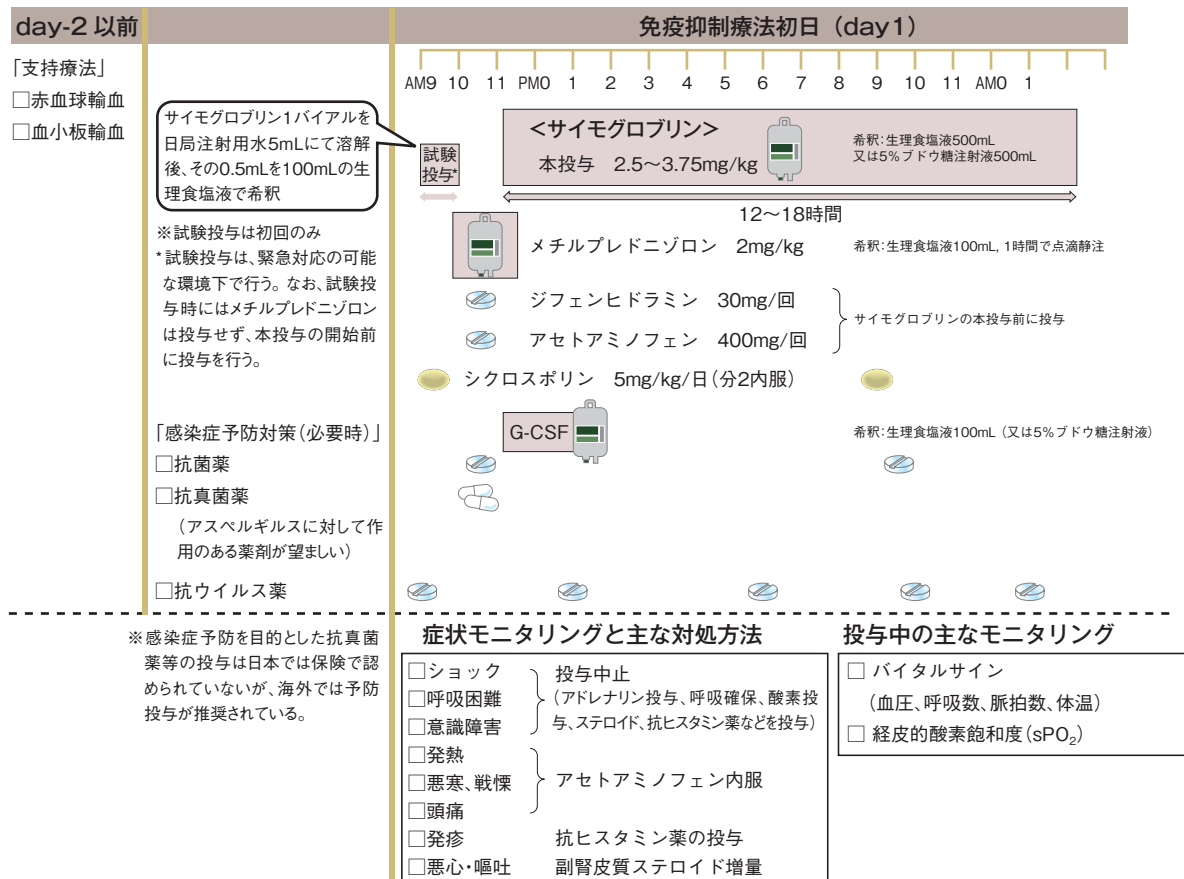 day-2 以前
免疫抑制療法初日（day1）
「支持療法」
□赤血球輸血
□血小板輸血
AM9 10 11 PM0 1 2 3 4 5 6 7 8 9 10 11 AM0 1
サイモグロブリン1バイアルを
日局注射用水5mLにて溶解
後、その0.5mLを100mLの生
理食塩液で希釈
試験
投与*
<サイモグロブリン>
本投与 2.5～3.75mg/kg
希釈：生理食塩液500mL
又は5％ブドウ糖注射液500mL
12～18時間
※試験投与は初回のみ
*試験投与は、緊急対応の可能
な環境下で行う。なお、試験投
与時にはメチルプレドニゾロン
は投与せず、本投与の開始前
に投与を行う。
メチルプレドニゾロン 2mg/kg
希釈：生理食塩液100mL, 1時間で点滴静注
ジフェンヒドラミン 30mg/回
アセトアミノフェン 400mg/回
サイモグロブリンの本投与前に投与
シクロスポリン 5mg/kg/日（分2内服）
G-CSF
希釈：生理食塩液100mL（又は5％ブドウ糖注射液）
「感染症予防対策（必要時）」
□抗菌薬
□抗真菌薬
（アスペルギルスに対して作
用のある薬剤が望ましい）
□抗ウイルス薬
※感染症予防を目的とした抗真菌
薬等の投与は日本では保険で認
められていないが、海外では予防
投与が推奨されている。
症状モニタリングと主な対処方法
□ショック
□呼吸困難
□意識障害
投与中止
（アドレナリン投与、呼吸確保、酸素投
与、ステロイド、抗ヒスタミン薬などを投与）
□発熱
□悪寒、戦慄
□頭痛
アセトアミノフェン内服
□発疹 抗ヒスタミン薬の投与
□悪心・嘔吐 副腎皮質ステロイド増量
投与中の主なモニタリング
□ バイタルサイン
（血圧、呼吸数、脈拍数、体温）
□ 経皮的酸素飽和度（sPO₂）